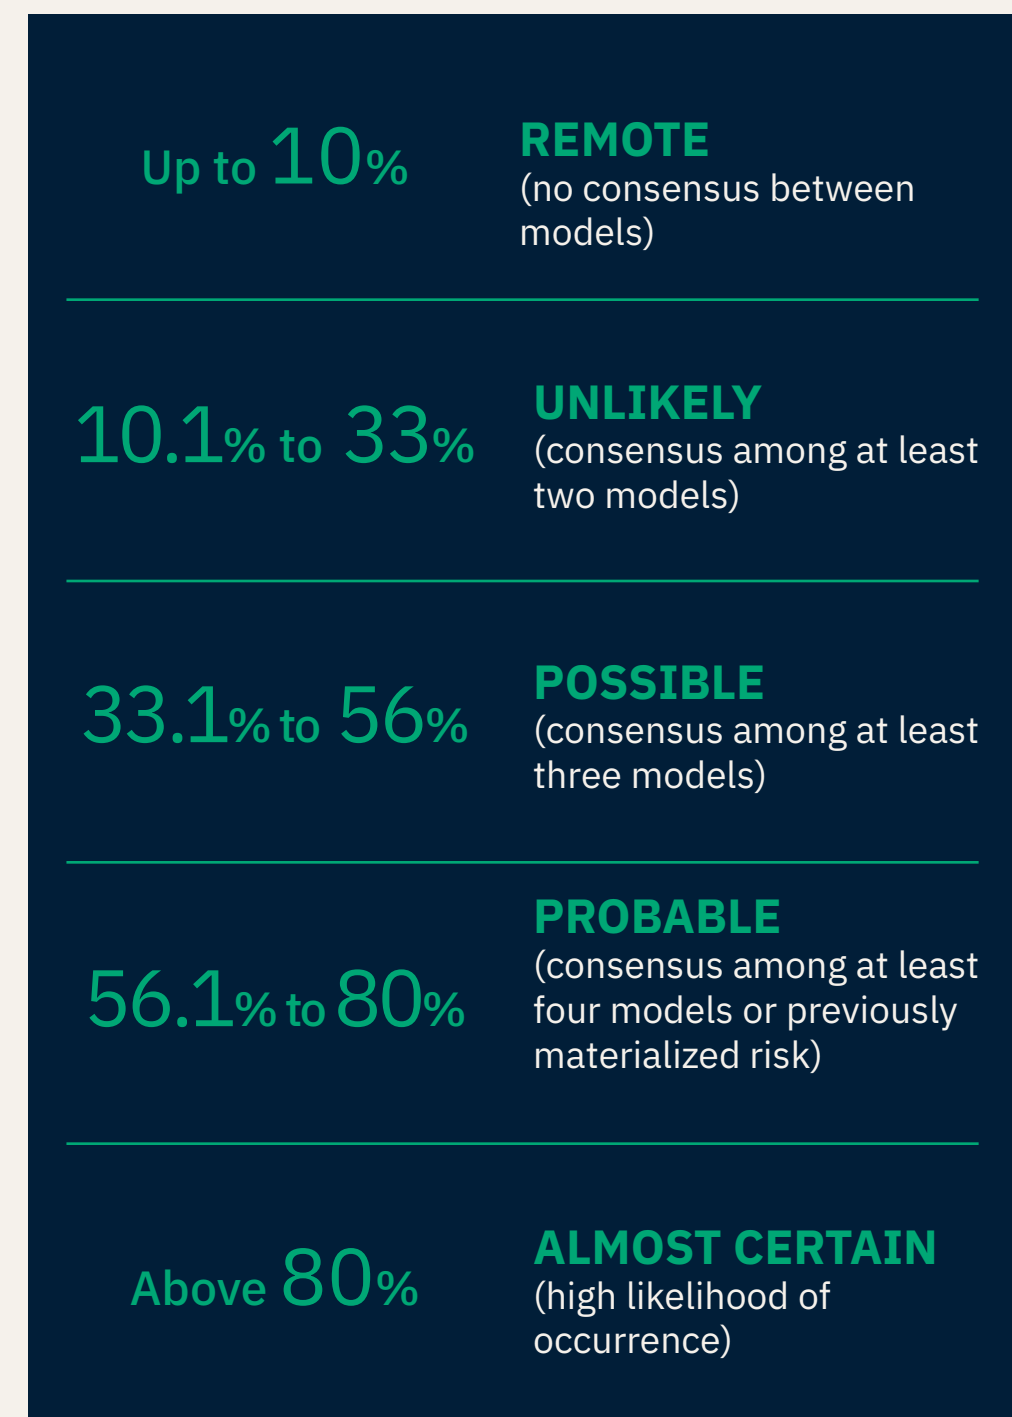 Up to 10%
REMOTE
(no consensus between
models)
10.1% to 33%
UNLIKELY
(consensus among at least
two models)
33.1% to 56%
POSSIBLE
(consensus among at least
three models)
56.1% to 80%
PROBABLE
(consensus among at least
four models or previously
materialized risk)
Above 80%
ALMOST CERTAIN
(high likelihood of
occurrence)